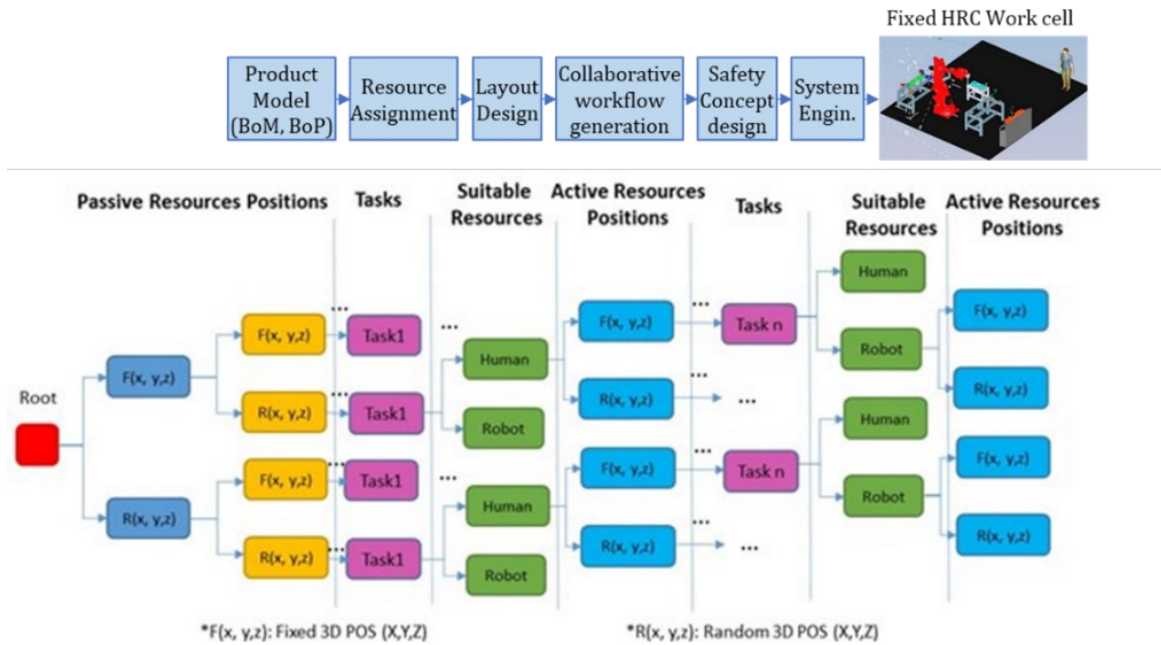 Fixed HRC Work cell
Product
Model
(BoM, BoP)
Resource
Assignment
Layout
Design
Collaborative
workflow
generation
Safety
Concept
design
System
Engin.
Passive Resources Positions
Tasks
Suitable
Resources
Active Resources
Positions
Tasks
Suitable
Resources
Active Resources
Positions
Root
F(x, y,z)
R(x, y,z)
F(x, y,z)
R(x, y,z)
F(x, y,z)
R(x, y,z)
...
Task1
...
Task1
...
Task1
...
Task1
...
Human
Robot
...
Human
Robot
F(x, y,z)
R(x, y,z)
F(x, y,z)
R(x, y,z)
...
Task n
...
...
...
Task n
...
...
Human
Robot
Human
Robot
F(x, y,z)
R(x, y,z)
F(x, y,z)
R(x, y,z)
*F(x, y,z): Fixed 3D POS (X,Y,Z)
*R(x, y,z): Random 3D POS (X,Y,Z)